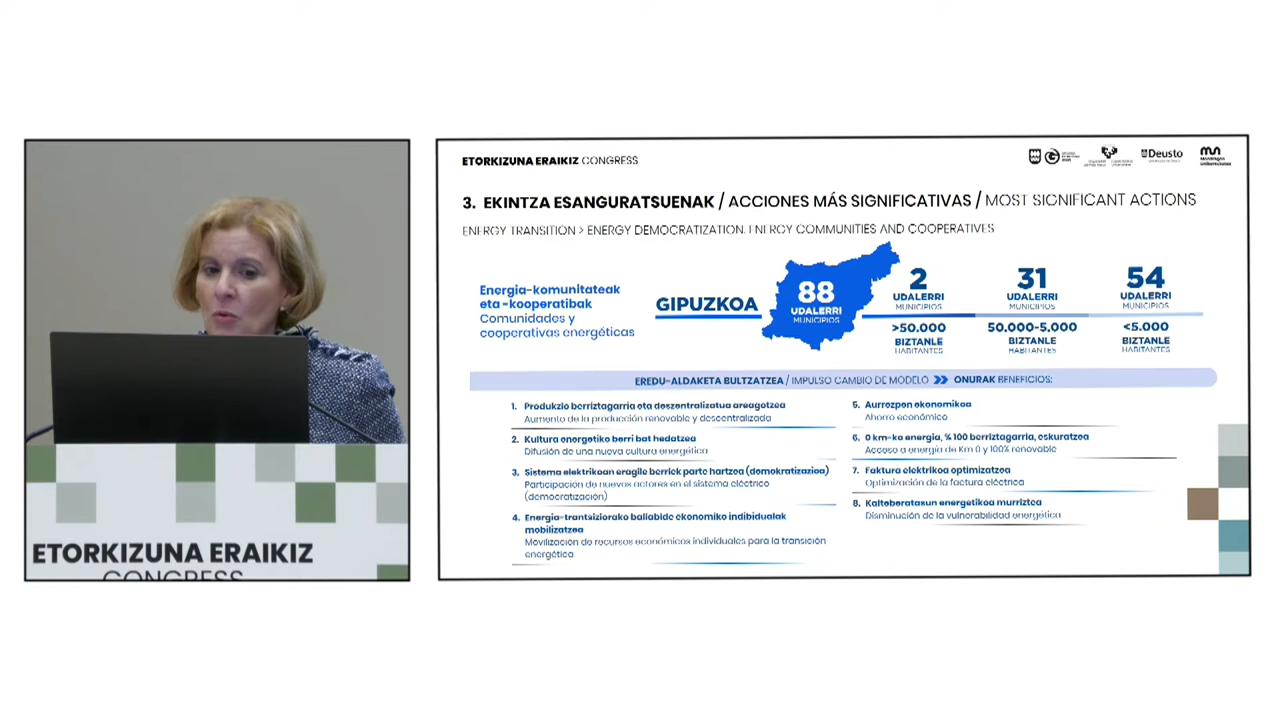 ETORKIZUNA ERAIKIZ CONGRESS
Deusto
3. EKINTZA ESANGURATSUENAK / ACCIONES MÁS SIGNIFICATIVAS / MOST SIGNIFICANT ACTIONS
ENERGY TRANSITION > ENERGY DEMOCRATIZATION. ENERGY COMMUNITIES AND COOPERATIVES
Energia-komunitateak
eta -kooperatibak
Comunidades y
cooperativas energéticas
GIPUZKOA
88
UDALERRI
MUNICIPIOS
2
UDALERRI
MUNICIPIOS
>50.000
BIZTANLE
HABITANTES
31
UDALERRI
MUNICIPIOS
50.000-5.000
BIZTANLE
HABITANTES
54
UDALERRI
MUNICIPIOS
<5.000
BIZTANLE
HABITANTES
EREDU-ALDAKETA BULTZATZEA / IMPULSO CAMBIO DE MODELO >> ONURAK BENEFICIOS:
1. Produkzio berriztagarria eta deszentralizatua areagotzea
Aumento de la producción renovable y descentralizada
2. Kultura energetiko berri bat hedatzea
Difusión de una nueva cultura energética
3. Sistema elektrikoan eragile berriek parte hartzea (demokratizazioa)
Participación de nuevos actores en el sistema eléctrico
(democratización)
4. Energia-trantsiziorako baliabide ekonomiko indibidualak
mobilizatzea
Movilización de recursos económicos individuales para la transición
energética
5. Aurrezpen ekonomikoa
Ahorro económico
6. 0 km-ko energia, % 100 berriztagarria, eskuratzea
Acceso a energía de Km 0 y 100% renovable
7. Faktura elektrikoa optimizatzea
Optimización de la factura eléctrica
8. Kalteberatasun energetikoa murriztea
Disminución de la vulnerabilidad energética
ETORKIZUNA ERAIKIZ
CONGRESS